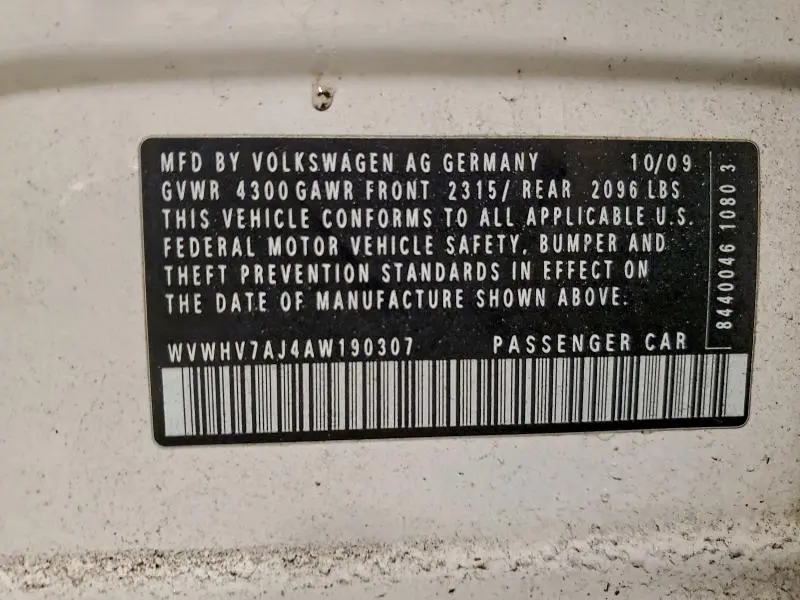 MFD BY VOLKSWAGEN AG GERMANY 10/09
GVWR 4300 GAWR FRONT 2315/ REAR 2096 LBS
THIS VEHICLE CONFORMS TO ALL APPLICABLE U.S.
FEDERAL MOTOR VEHICLE SAFETY, BUMPER AND
THEFT PREVENTION STANDARDS IN EFFECT ON
THE DATE OF MANUFACTURE SHOWN ABOVE.
WVWHV7AJ4AW190307 PASSENGER CAR
8440046 1080 3